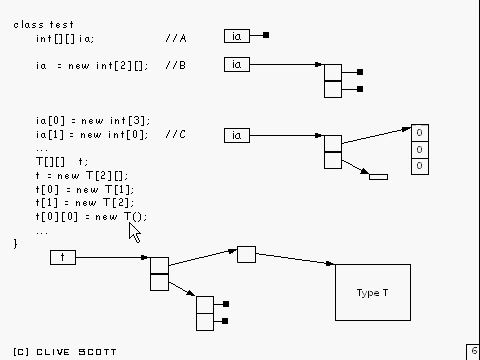 class test
int[][] ia; //A ia
ia = new int[2][]; //B ia
ia[0] = new int[3];
ia[1] = new int[0]; //C ia 0
... 0
T[][] t; 0
t = new T[2][];
t[0] = new T[1];
t[1] = new T[2];
t[0][0] = new T();
...
}
t
Type T
[C] CLIVE SCOTT 6